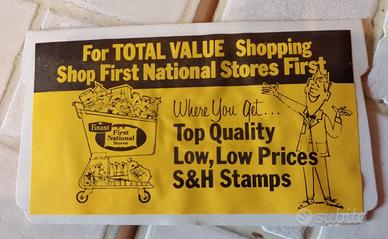 For TOTAL VALUE Shopping
Shop First National Stores First
Where You Get...
Top Quality
Low, Low Prices
S&H Stamps
Finast
First
National
Stores
subito